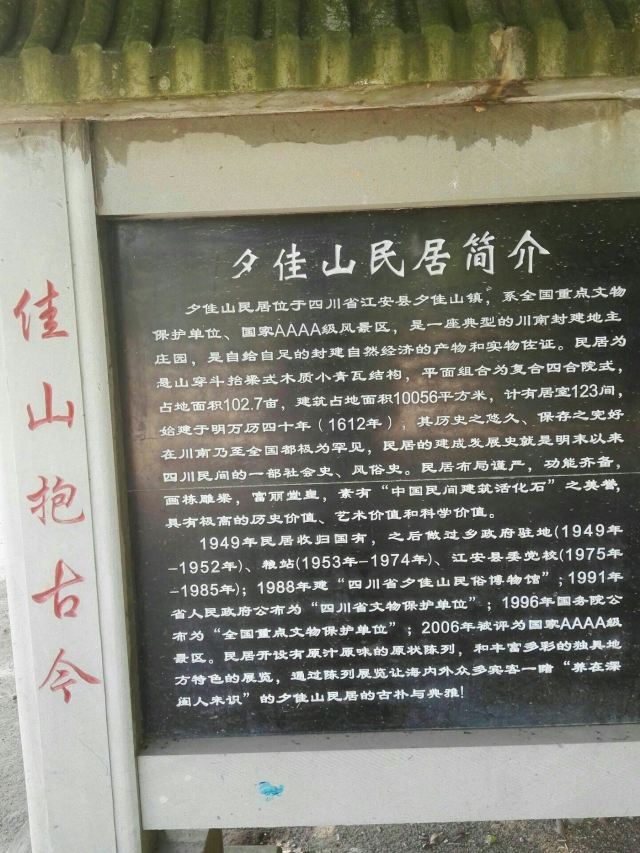 夕佳山民居简介
夕佳山民居位于四川省江安县夕佳山镇，系全国重点文物
保护单位、国家AAAA级风景区，是一座典型的川南封建地主
庄园，是自给自足的封建自然经济的产物和实物佐证。民居为
悬山穿斗抬梁式木质小青瓦结构，平面组合为复合四合院式，
占地面积102.7亩，建筑占地面积10056平方米，计有居室123间，
始建于明万历四十年（1612年），其历史之悠久、保存之完好
在川南乃至全国都极为罕见，民居的建成发展史就是明末以来
四川民间的一部社会史、风俗史。民居布局谨严，功能齐备，
画栋雕梁，富丽堂皇，素有“中国民间建筑活化石”之美誉，
具有极高的历史价值、艺术价值和科学价值。
1949年民居收归国有，之后做过乡政府驻地(1949年
-1952年)、粮站(1953年-1974年)、江安县委党校(1975年
-1985年)；1988年建“四川省夕佳山民俗博物馆”；1991年
省人民政府公布为“四川省文物保护单位”；1996年国务院公
布为“全国重点文物保护单位”；2006年被评为国家AAAA级
景区。民居开设有原汁原味的原状陈列，和丰富多彩的独具地
方特色的展览，通过陈列展览让海内外众多宾客一睹“养在深
闺人未识”的夕佳山民居的古朴与典雅!
佳山抱古今